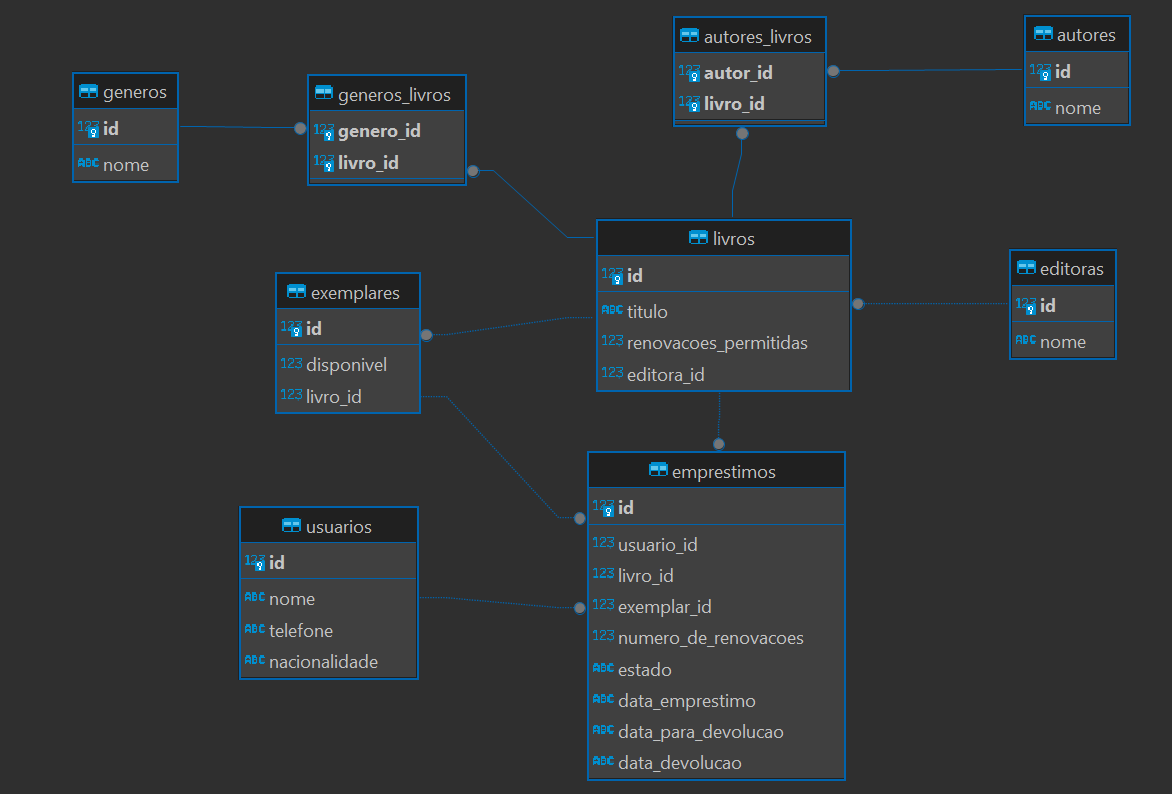 generos
123 id
ABC nome
generos_livros
123 genero_id
123 livro_id
autores_livros
123 autor_id
123 livro_id
autores
123 id
ABC nome
livros
123 id
ABC titulo
123 renovacoes_permitidas
123 editora_id
editoras
123 id
ABC nome
exemplares
123 id
123 disponivel
123 livro_id
usuarios
123 id
ABC nome
ABC telefone
ABC nacionalidade
emprestimos
123 id
123 usuario_id
123 livro_id
123 exemplar_id
123 numero_de_renovacoes
ABC estado
ABC data_emprestimo
ABC data_para_devolucao
ABC data_devolucao